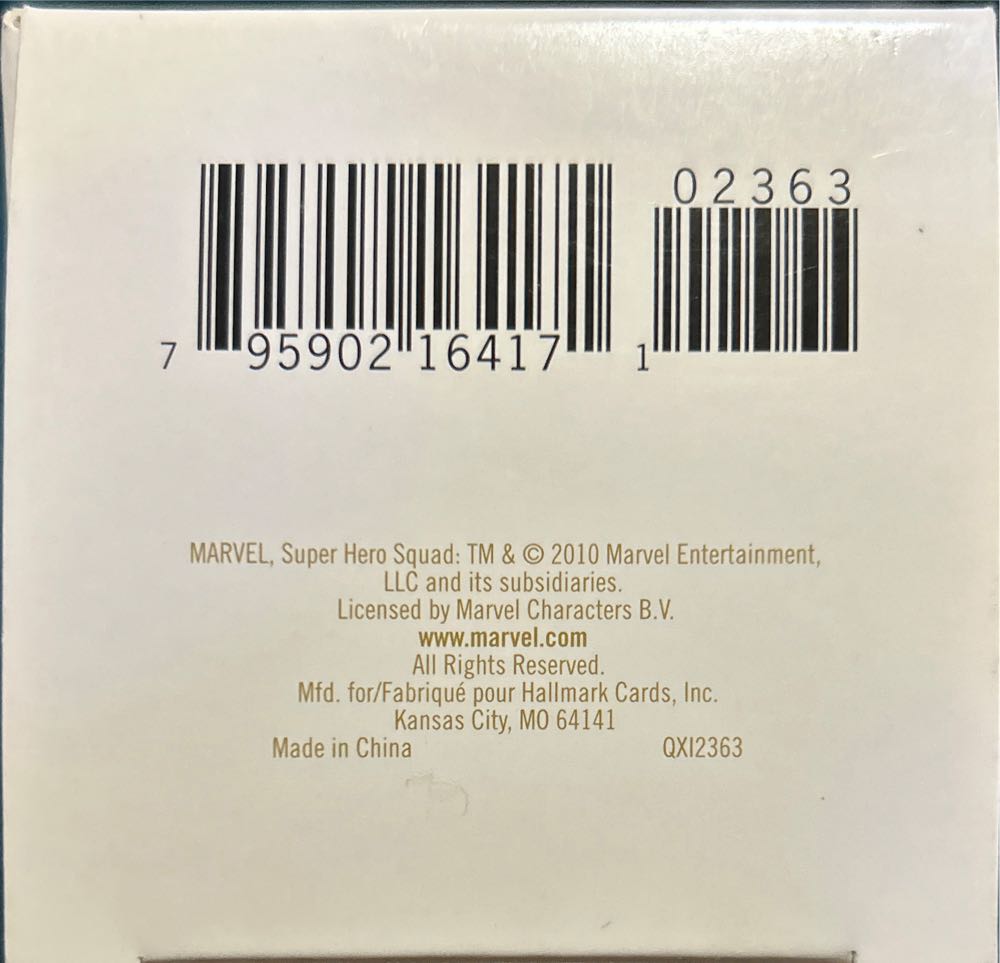 02363
7 95902 16417 1
MARVEL, Super Hero Squad: TM & © 2010 Marvel Entertainment,
LLC and its subsidiaries.
Licensed by Marvel Characters B.V.
www.marvel.com
All Rights Reserved.
Mfd. for/Fabriqué pour Hallmark Cards, Inc.
Kansas City, MO 64141
Made in China QXI2363